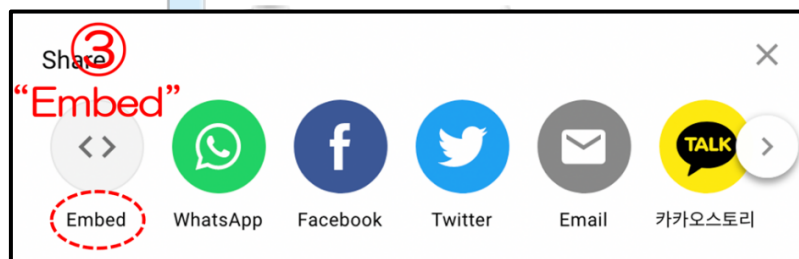 Share
③
“Embed”
TALK
Embed
WhatsApp
Facebook
Twitter
Email
카카오스토리